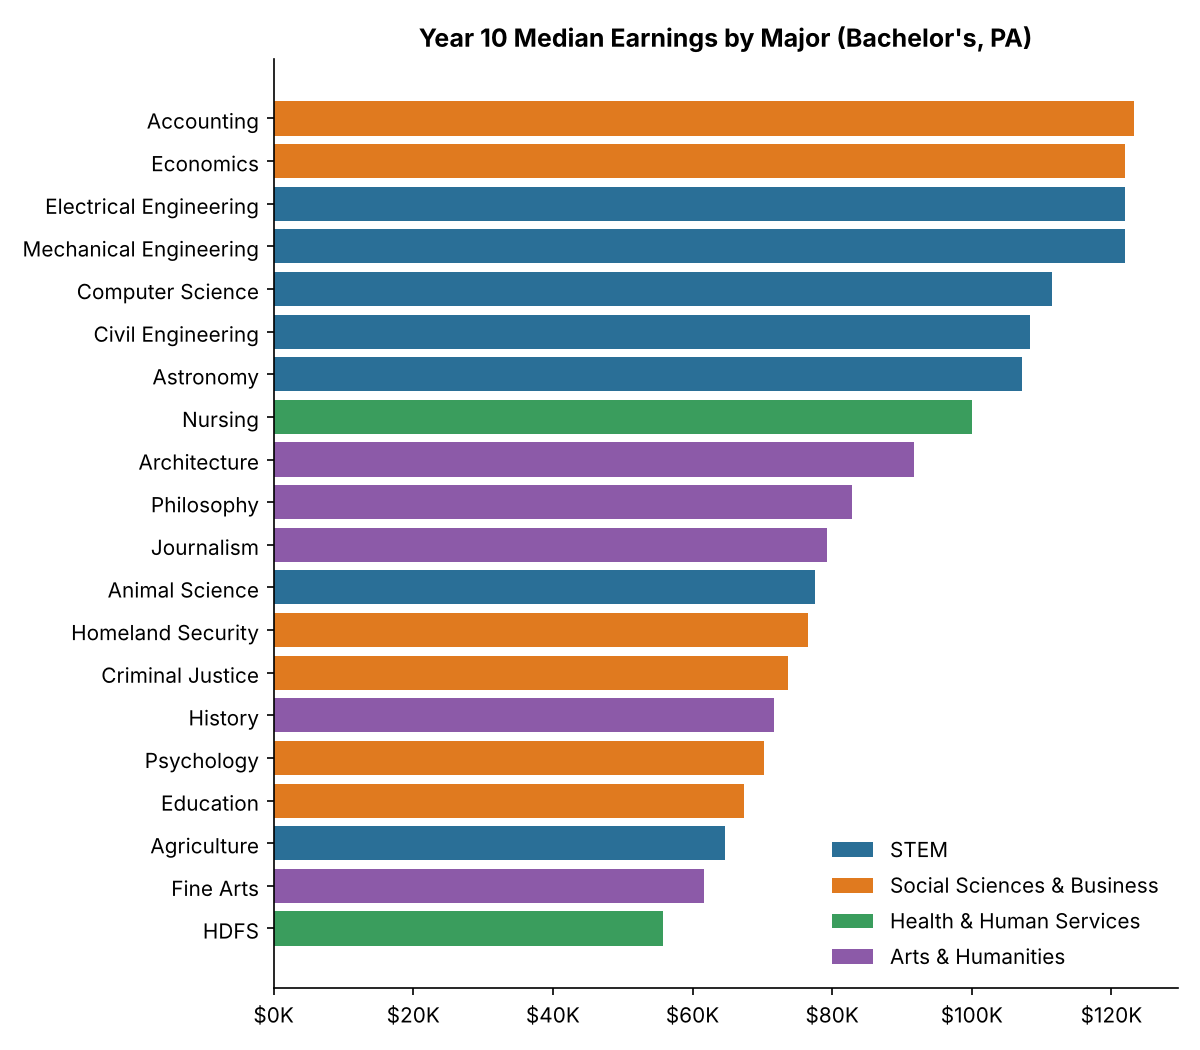 Year 10 Median Earnings by Major (Bachelor's, PA)
Accounting
Economics
Electrical Engineering
Mechanical Engineering
Computer Science
Civil Engineering
Astronomy
Nursing
Architecture
Philosophy
Journalism
Animal Science
Homeland Security
Criminal Justice
History
Psychology
Education
Agriculture
Fine Arts
HDFS
STEM
Social Sciences & Business
Health & Human Services
Arts & Humanities
$0K $20K $40K $60K $80K $100K $120K